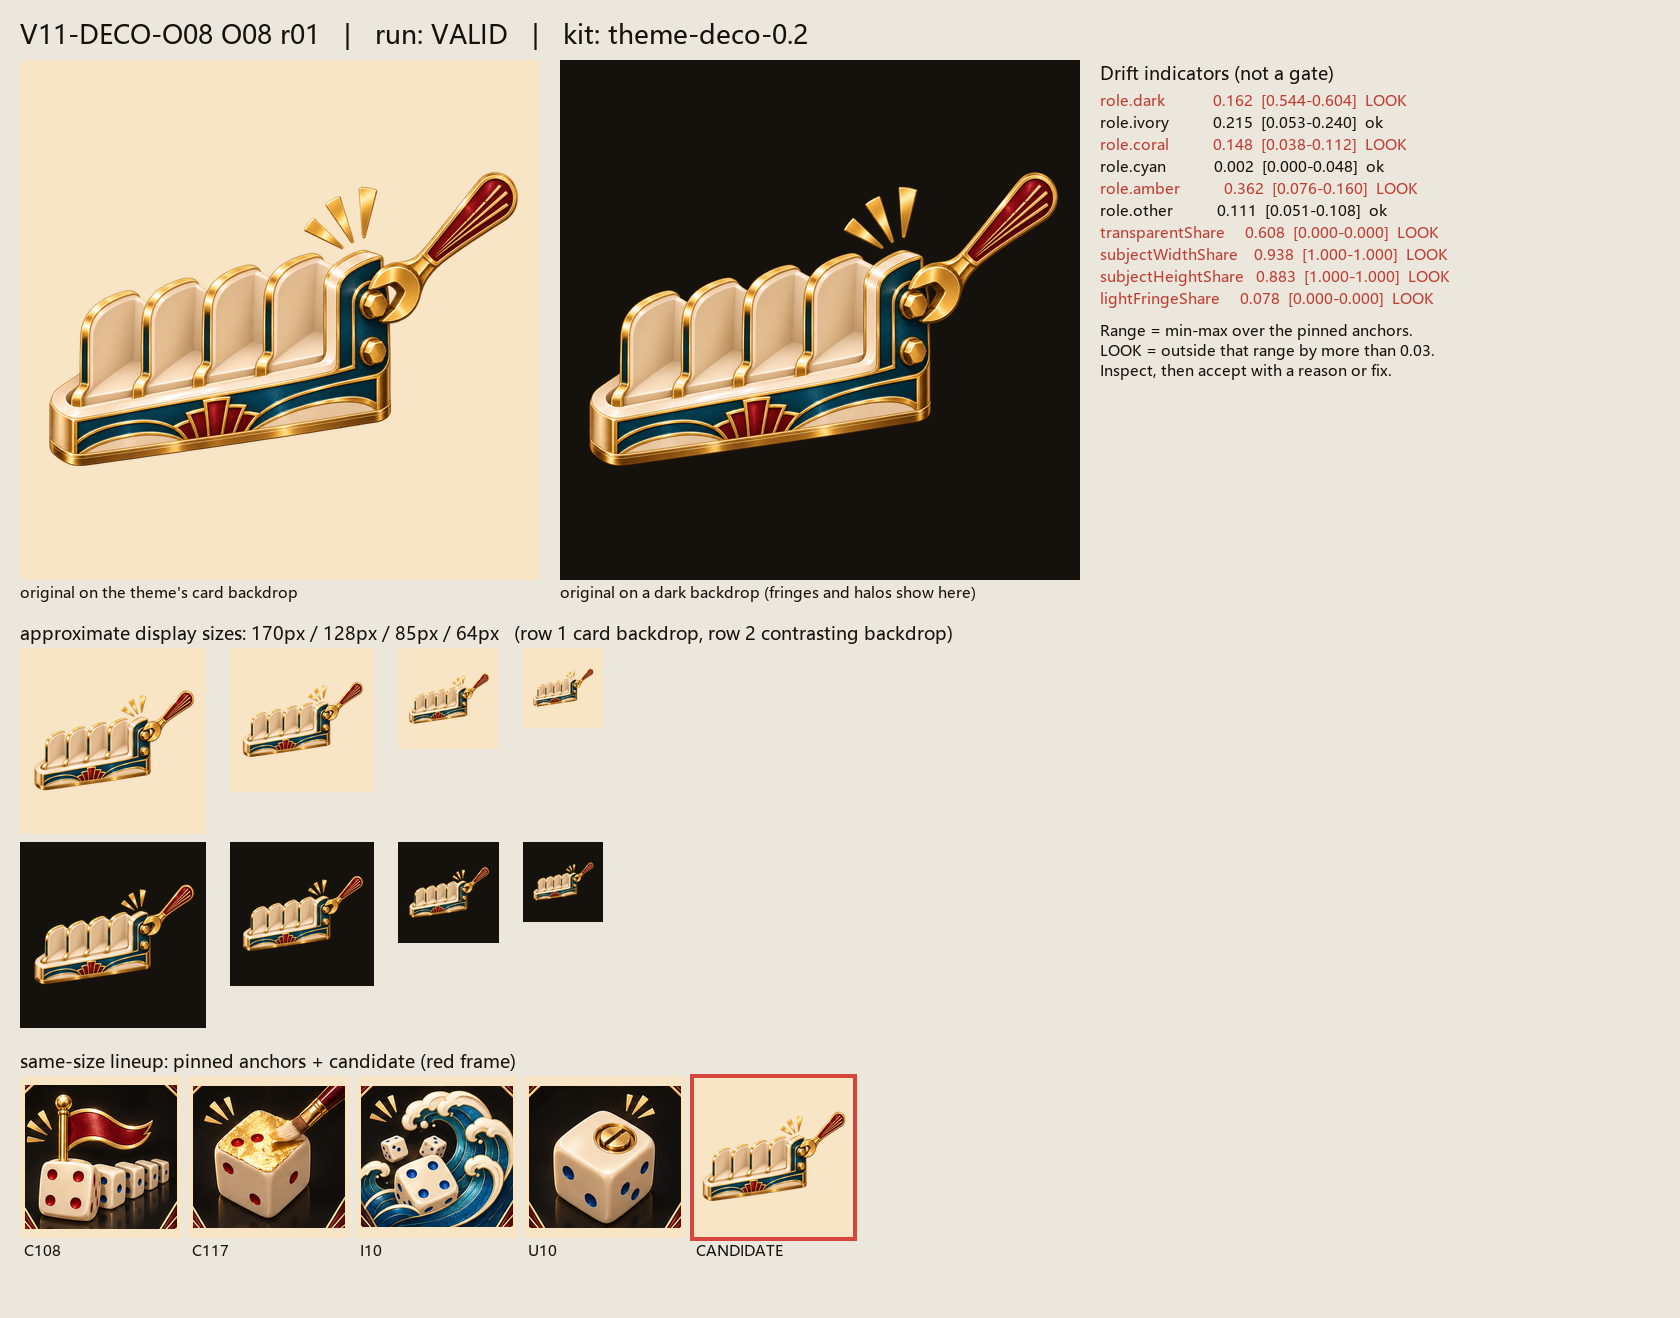 V11-DECO-O08 O08 r01 | run: VALID | kit: theme-deco-0.2
Drift indicators (not a gate)
role.dark 0.162 [0.544-0.604] LOOK
role.ivory 0.215 [0.053-0.240] ok
role.coral 0.148 [0.038-0.112] LOOK
role.cyan 0.002 [0.000-0.048] ok
role.amber 0.362 [0.076-0.160] LOOK
role.other 0.111 [0.051-0.108] ok
transparentShare 0.608 [0.000-0.000] LOOK
subjectWidthShare 0.938 [1.000-1.000] LOOK
subjectHeightShare 0.883 [1.000-1.000] LOOK
lightFringeShare 0.078 [0.000-0.000] LOOK
Range = min-max over the pinned anchors.
LOOK = outside that range by more than 0.03.
Inspect, then accept with a reason or fix.
original on the theme's card backdrop
original on a dark backdrop (fringes and halos show here)
approximate display sizes: 170px / 128px / 85px / 64px (row 1 card backdrop, row 2 contrasting backdrop)
same-size lineup: pinned anchors + candidate (red frame)
C108
C117
I10
U10
CANDIDATE